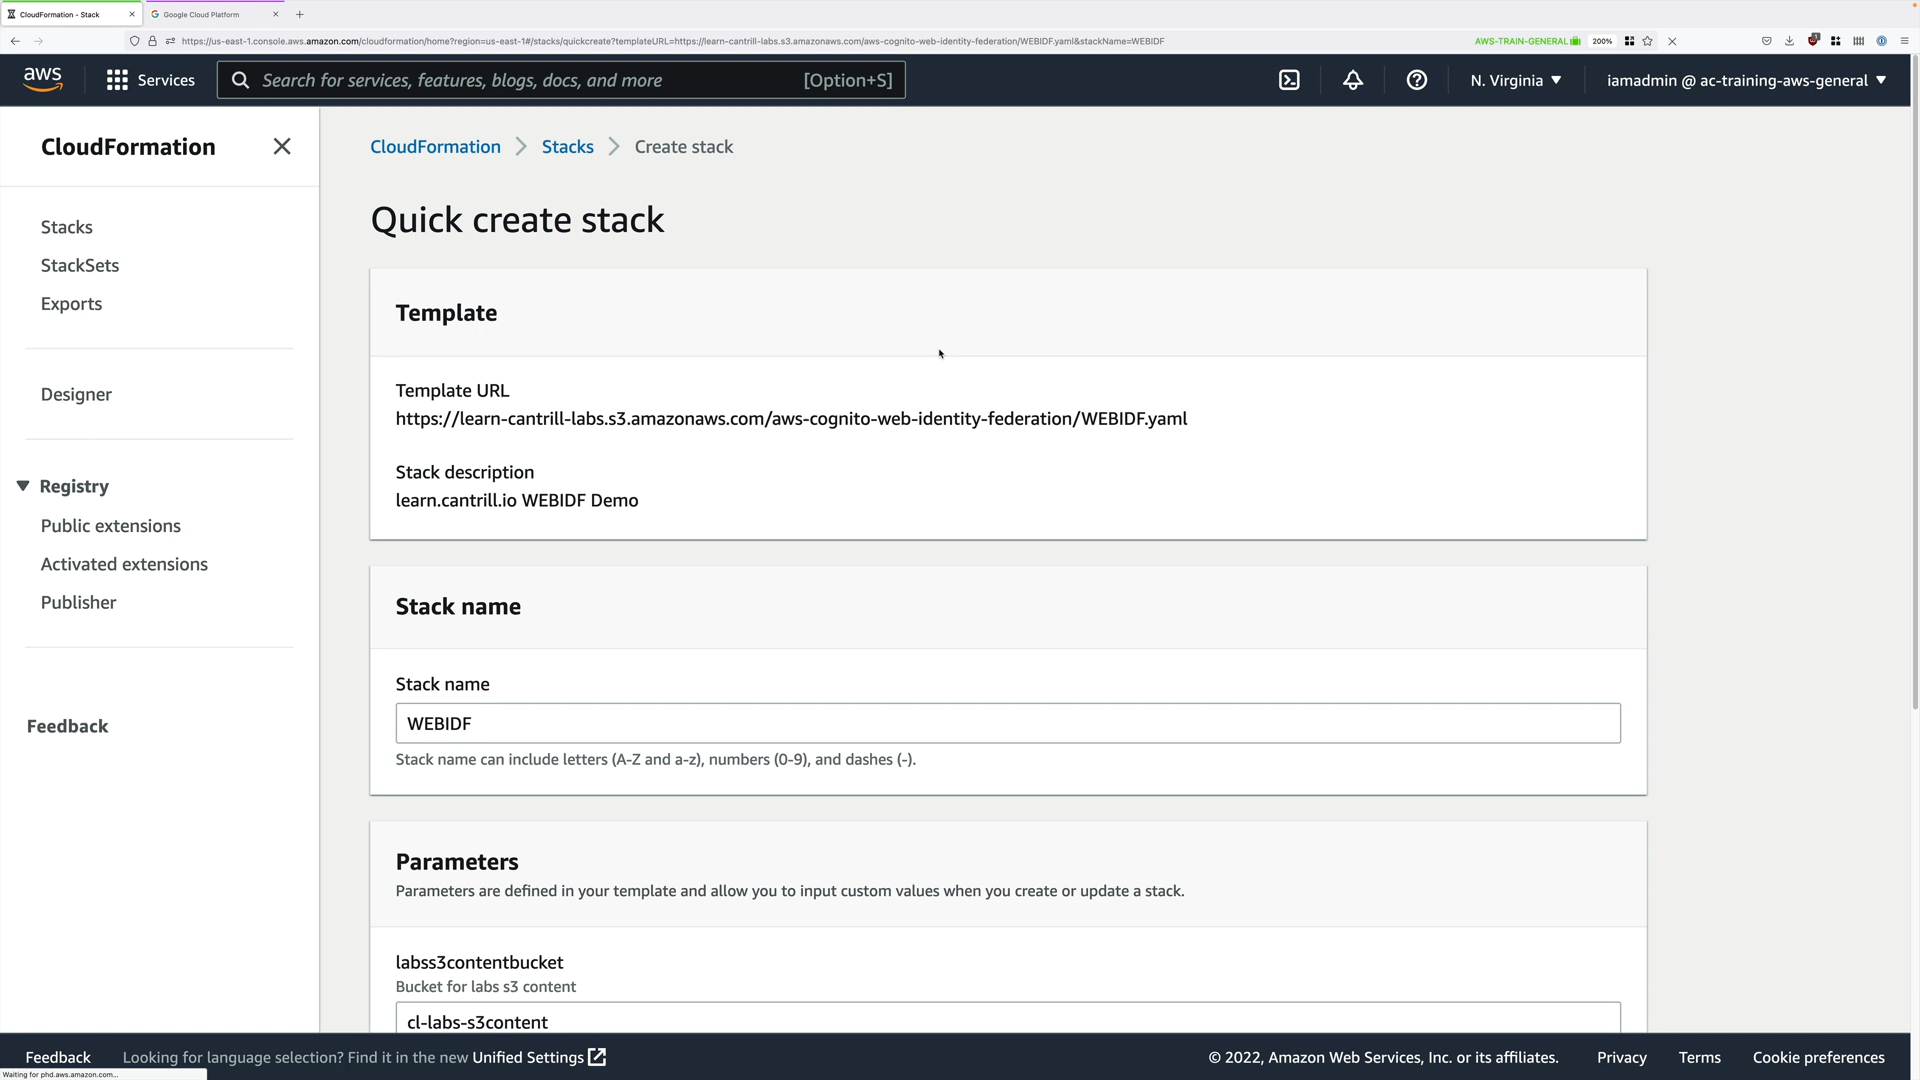 CloudFormation - Stack
Google Cloud Platform
https://us-east-1.console.aws.amazon.com/cloudformation/home?region=us-east-1#/stacks/quickcreate?templateURL=https://learn-cantrill-labs.s3.amazonaws.com/aws-cognito-web-identity-federation/WEBIDF.yaml&stackName=WEBIDF
AWS-TRAIN-GENERAL
200%
aws
Services
Search for services, features, blogs, docs, and more
[Option+S]
N. Virginia
iamadmin @ ac-training-aws-general
CloudFormation
Stacks
StackSets
Exports
Designer
Registry
Public extensions
Activated extensions
Publisher
Feedback
CloudFormation
Stacks
Create stack
Quick create stack
Template
Template URL
https://learn-cantrill-labs.s3.amazonaws.com/aws-cognito-web-identity-federation/WEBIDF.yaml
Stack description
learn.cantrill.io WEBIDF Demo
Stack name
Stack name
WEBIDF
Stack name can include letters (A-Z and a-z), numbers (0-9), and dashes (-).
Parameters
Parameters are defined in your template and allow you to input custom values when you create or update a stack.
labss3contentbucket
Bucket for labs s3 content
cl-labs-s3content
Feedback
Looking for language selection? Find it in the new Unified Settings
© 2022, Amazon Web Services, Inc. or its affiliates.
Privacy
Terms
Cookie preferences
Waiting for phd.aws.amazon.com...